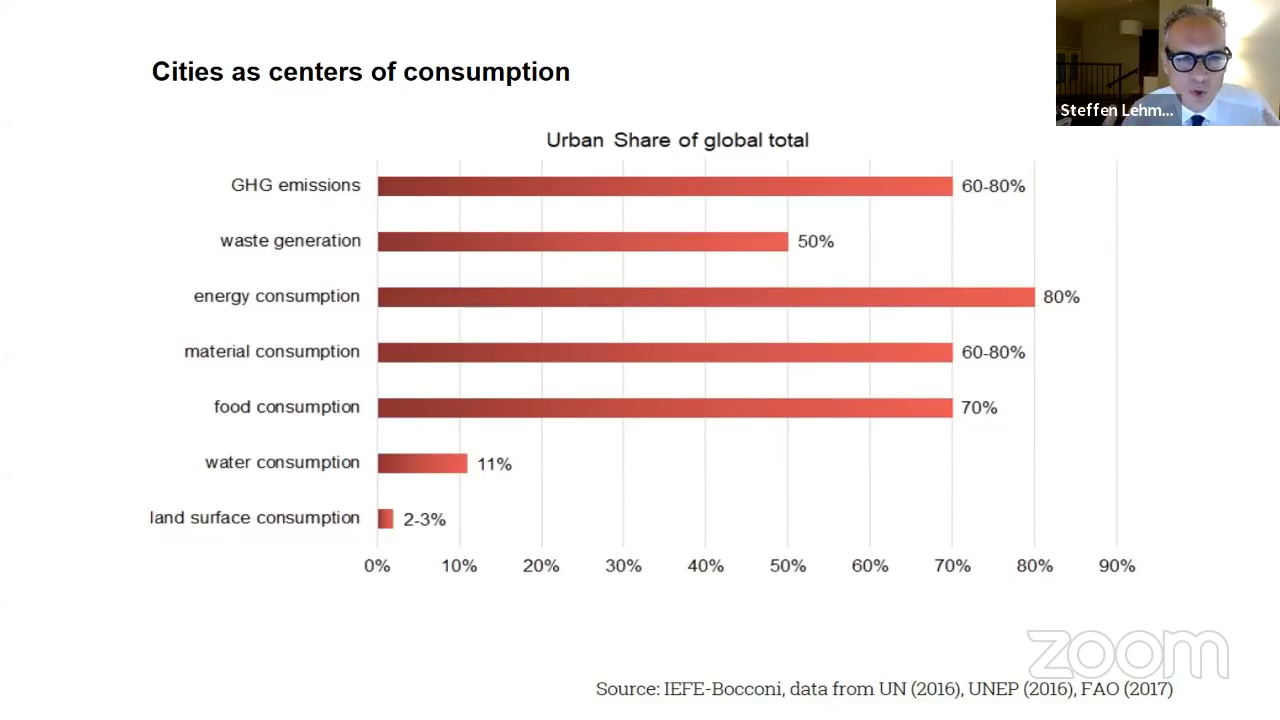 Cities as centers of consumption
Steffen Lehm...
Urban Share of global total
GHG emissions 60-80%
waste generation 50%
energy consumption 80%
material consumption 60-80%
food consumption 70%
water consumption 11%
land surface consumption 2-3%
0% 10% 20% 30% 40% 50% 60% 70% 80% 90%
zoom
Source: IEFE-Bocconi, data from UN (2016), UNEP (2016), FAO (2017)